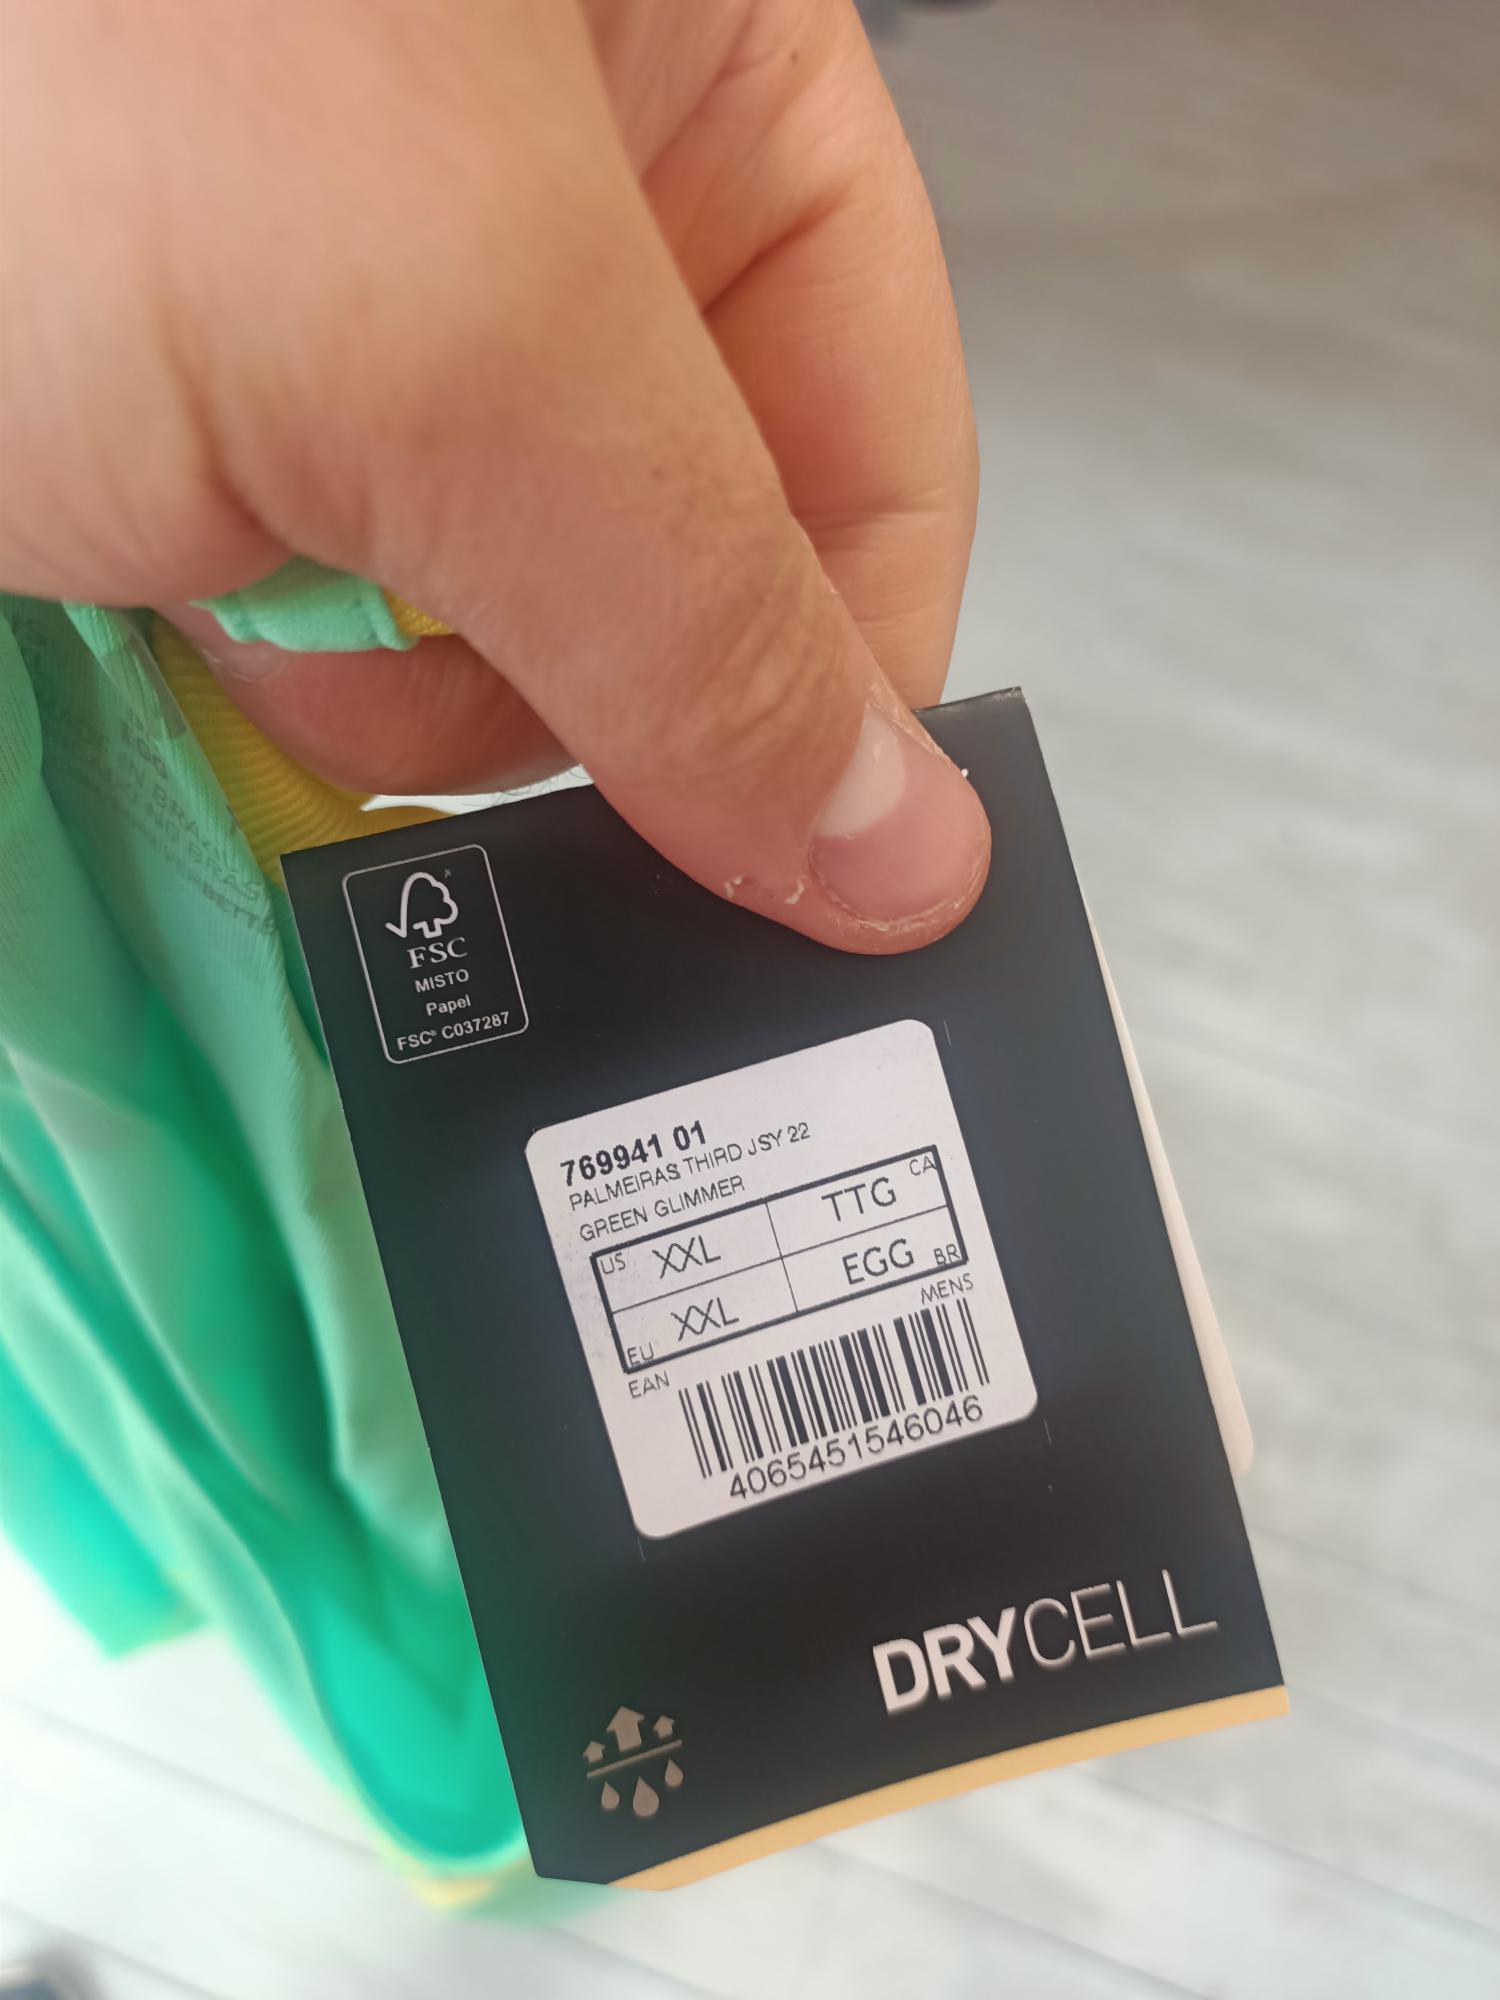 EGG
FSC
MISTO
Papel
FSC® C037287
769941 01
PALMEIRAS THIRD JSY 22
GREEN GLIMMER
US XXL TTG CA
EU XXL EGG BR
MENS
EAN
4065451546046
DRYCELL